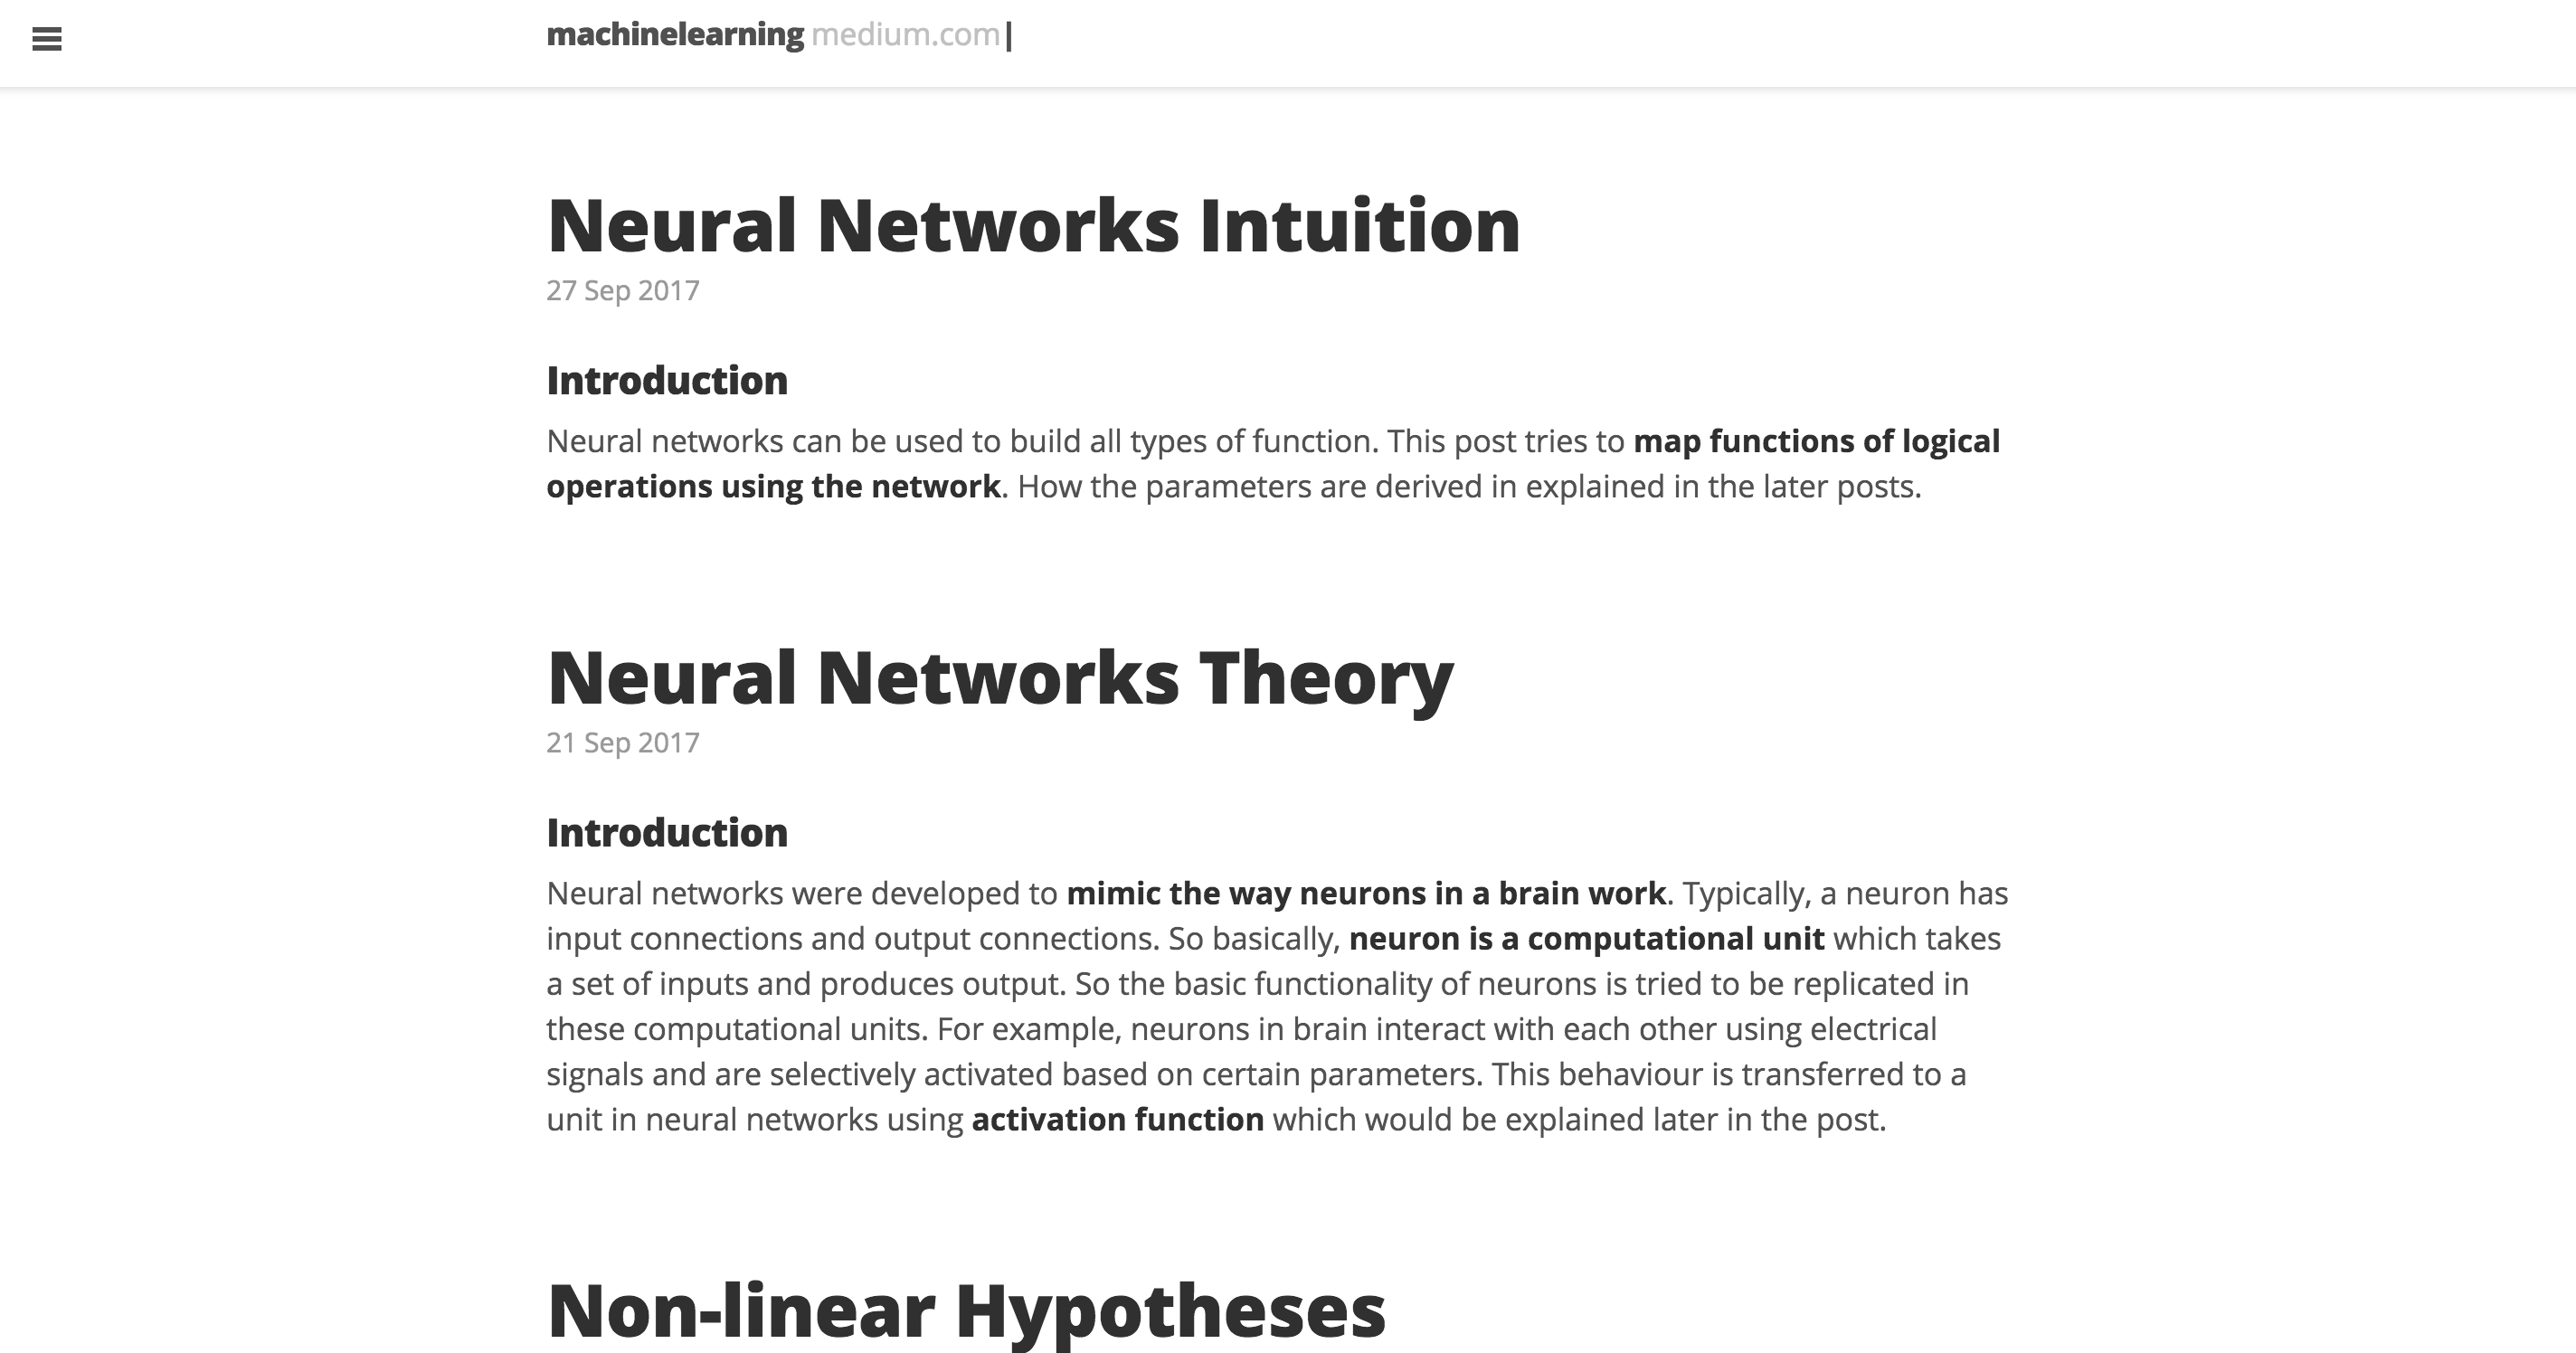 machinelearning medium.com|
Neural Networks Intuition
27 Sep 2017
Introduction
Neural networks can be used to build all types of function. This post tries to map functions of logical
operations using the network. How the parameters are derived in explained in the later posts.
Neural Networks Theory
21 Sep 2017
Introduction
Neural networks were developed to mimic the way neurons in a brain work. Typically, a neuron has
input connections and output connections. So basically, neuron is a computational unit which takes
a set of inputs and produces output. So the basic functionality of neurons is tried to be replicated in
these computational units. For example, neurons in brain interact with each other using electrical
signals and are selectively activated based on certain parameters. This behaviour is transferred to a
unit in neural networks using activation function which would be explained later in the post.
Non-linear Hypotheses